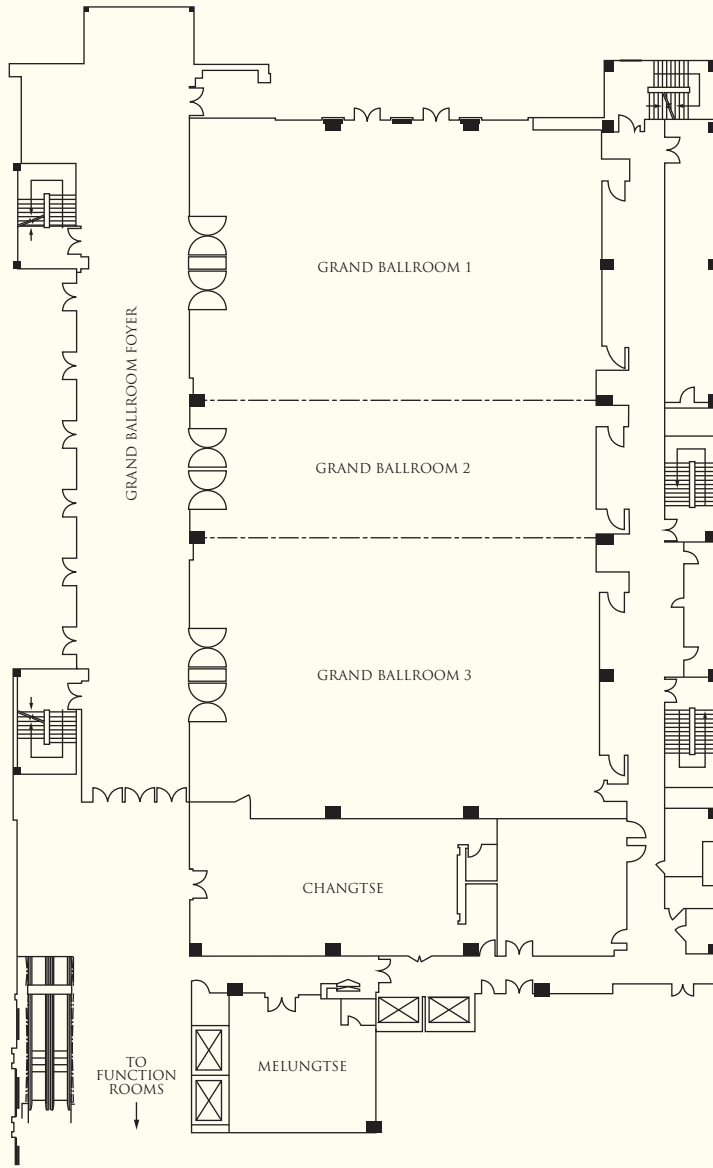 GRAND BALLROOM 1
GRAND BALLROOM FOYER
GRAND BALLROOM 2
GRAND BALLROOM 3
CHANGTSE
MELUNGTSE
TO
FUNCTION
ROOMS